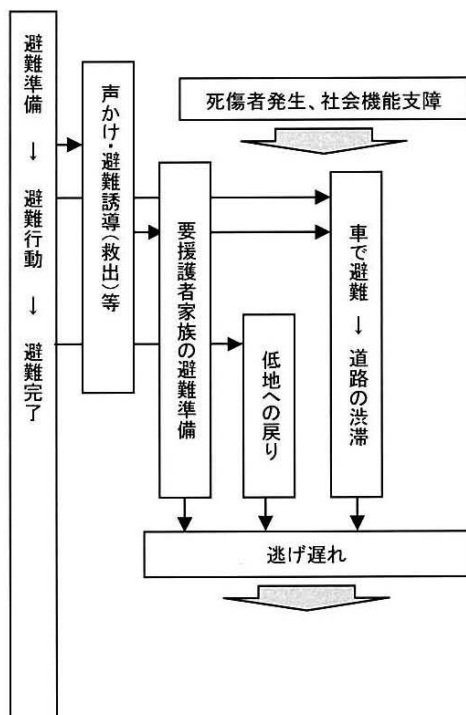 避難準備 → 避難行動 → 避難完了
声かけ・避難誘導(救出)等
要援護者家族の避難準備
低地への戻り
死傷者発生、社会機能支障
車で避難 → 道路の渋滞
逃げ遅れ